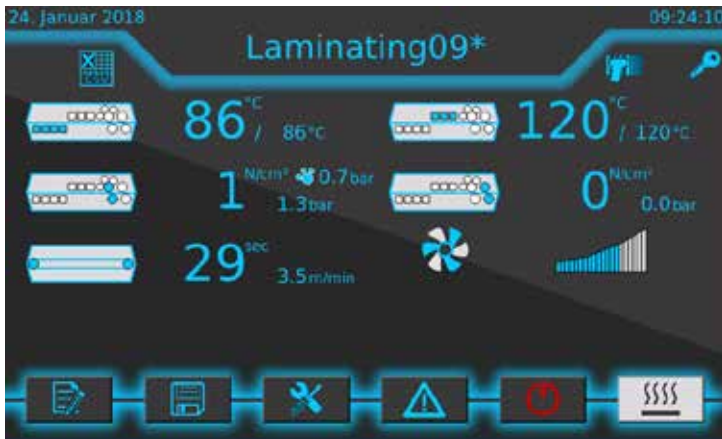 24. Januar 2018 09:24:10
Laminating09*
X
CSV
86 °C / 86°C 120 °C / 120°C
1 N/cm² 0.7bar 1.3bar 0 N/cm² 0.0bar
29 sec 3.5m/min